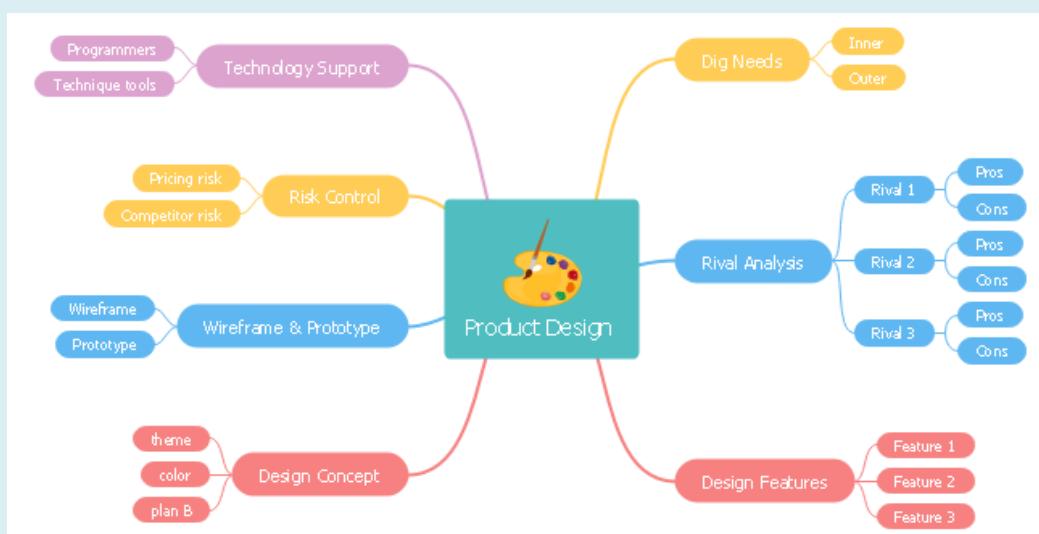 Programmers
Technique tools
Technology Support
Pricing risk
Competitor risk
Risk Control
Wireframe
Prototype
Wireframe & Prototype
theme
color
plan B
Design Concept
Product Design
Dig Needs
Inner
Outer
Rival Analysis
Rival 1
Pros
Cons
Rival 2
Pros
Cons
Rival 3
Pros
Cons
Design Features
Feature 1
Feature 2
Feature 3